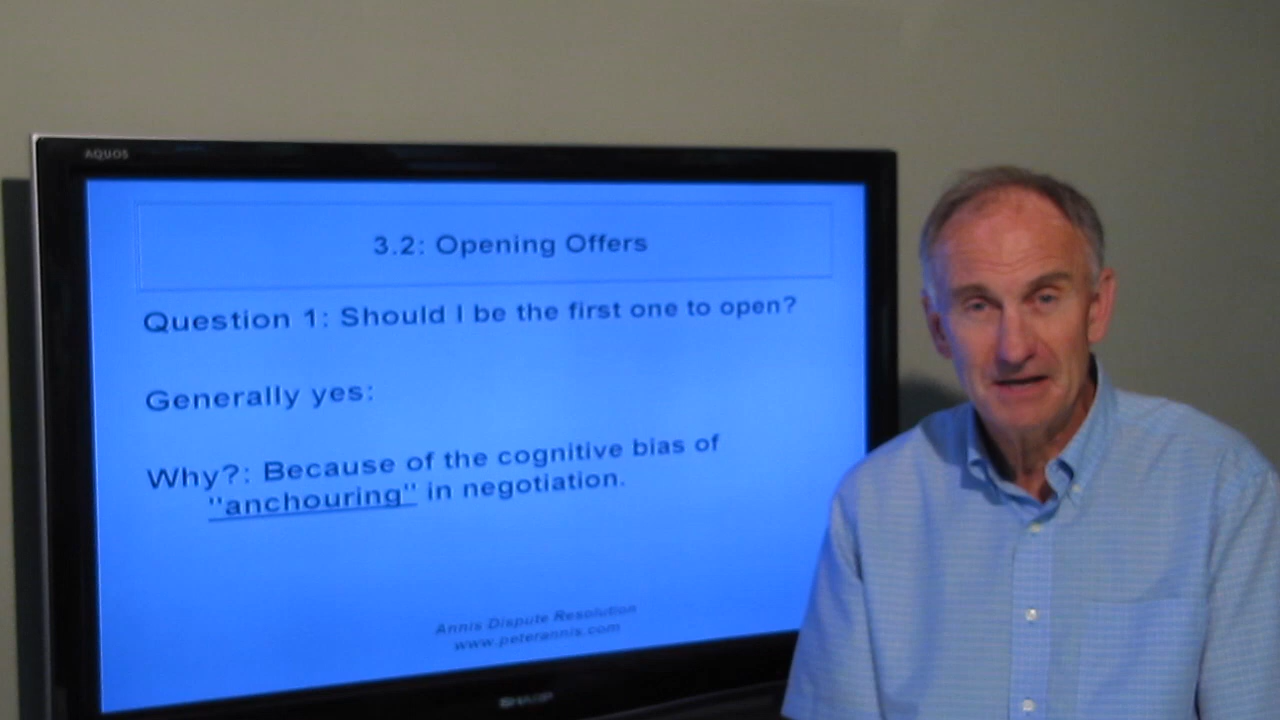 AQUOS
3.2: Opening Offers
Question 1: Should I be the first one to open?
Generally yes:
Why?: Because of the cognitive bias of
"anchouring" in negotiation.
Annis Dispute Resolution
www.peterannis.com
SHARP